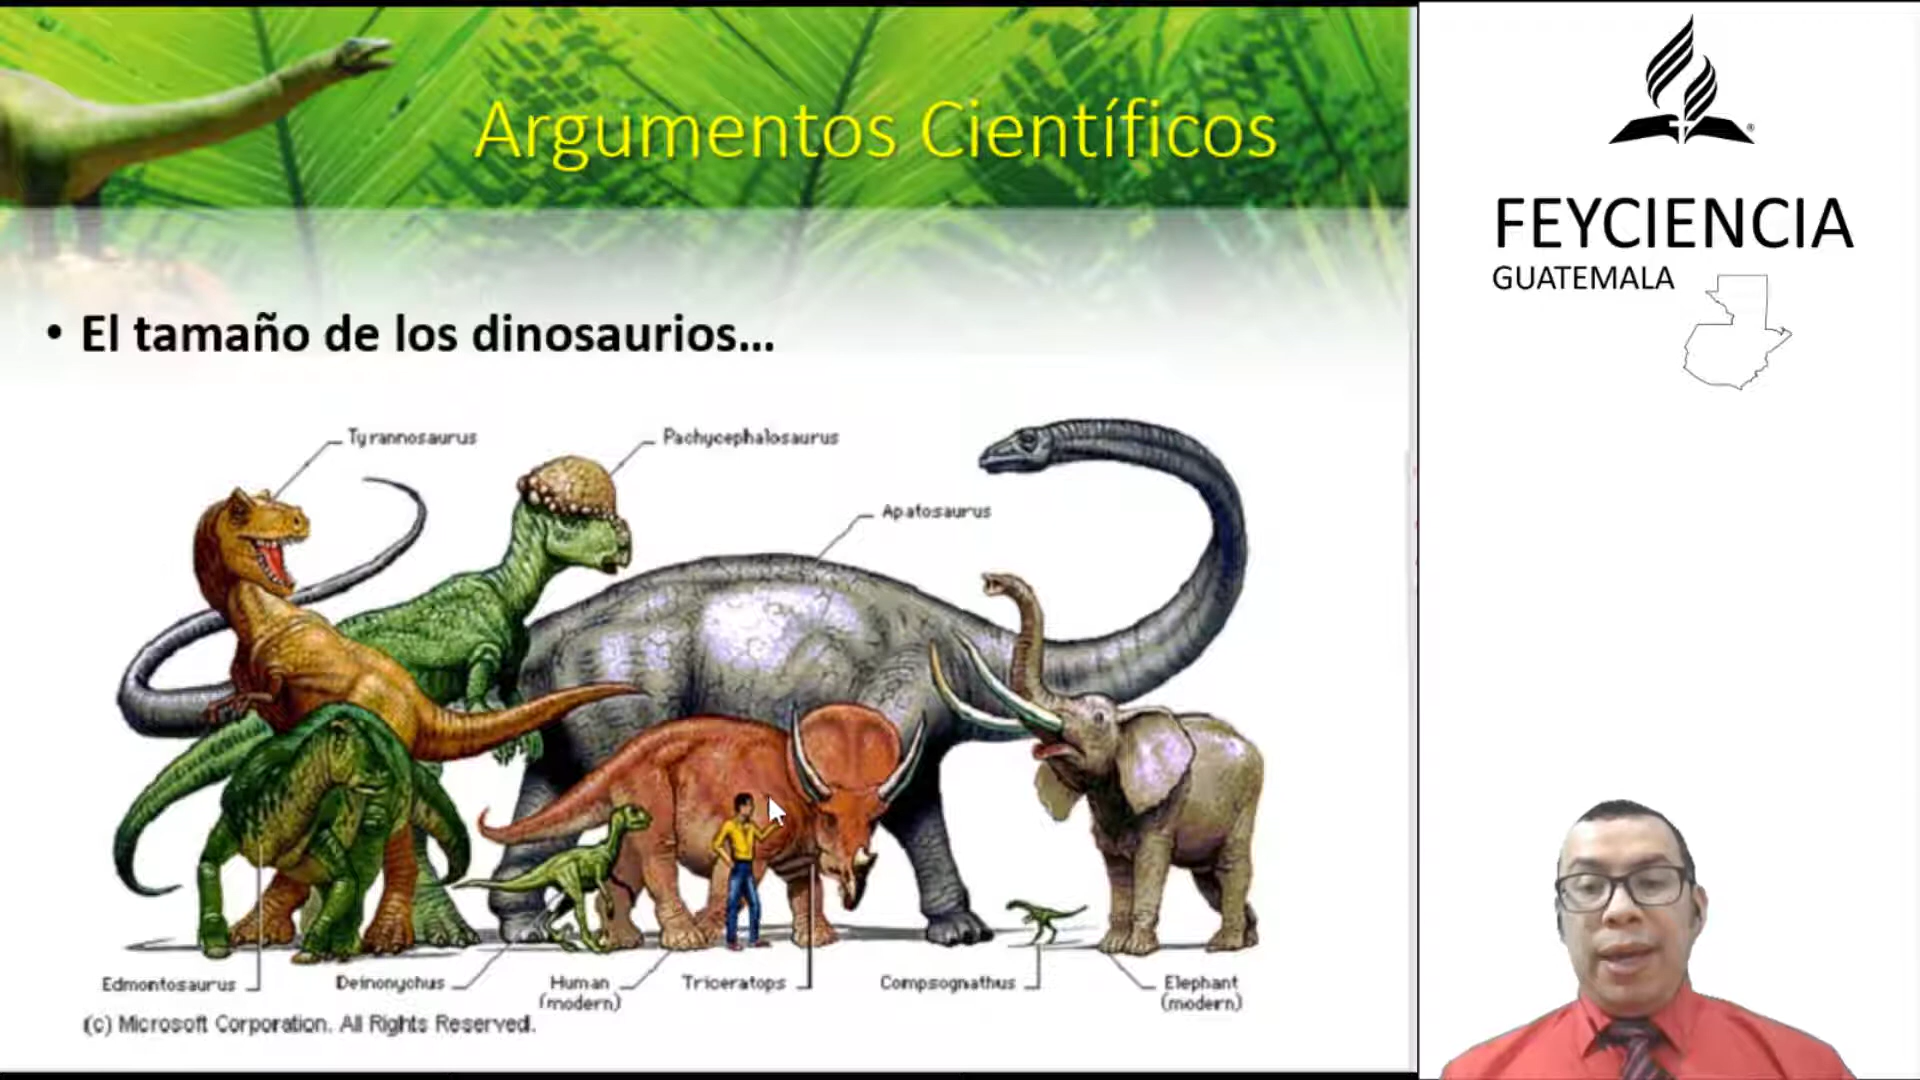 Argumentos Científicos
• El tamaño de los dinosaurios...
Tyrannosaurus
Pachycephalosaurus
Apatosaurus
Edmontosaurus
Deinonychus
Human
(modern)
Triceratops
Compsognathus
Elephant
(modern)
(c) Microsoft Corporation. All Rights Reserved.
®
FEYCIENCIA
GUATEMALA